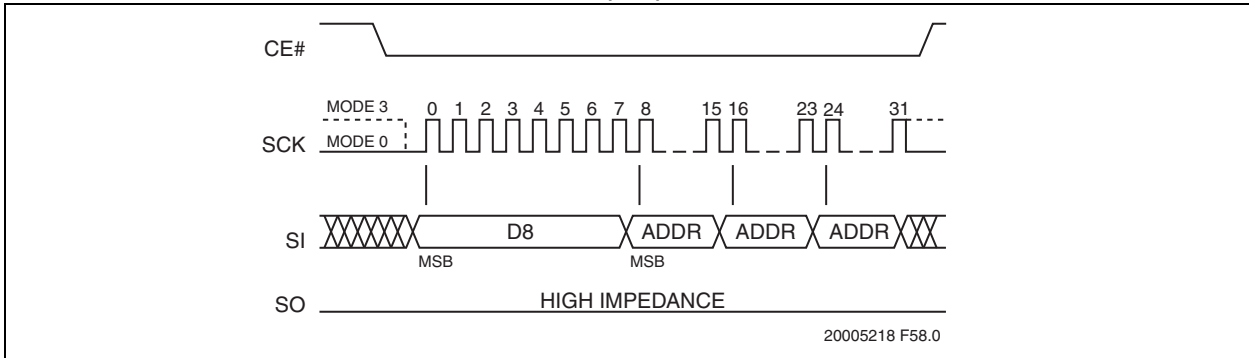 CE#
MODE 3
0 1 2 3 4 5 6 7 8 15 16 23 24 31
SCK
MODE 0
SI
D8
ADDR
ADDR
ADDR
MSB
MSB
SO
HIGH IMPEDANCE
20005218 F58.0